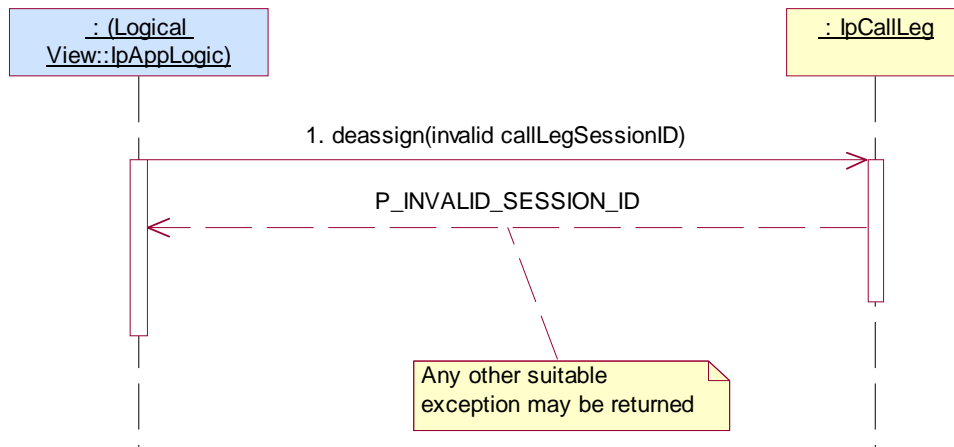 : (Logical
View::IpAppLogic)
: IpCallLeg
1. deassign(invalid callLegSessionID)
P_INVALID_SESSION_ID
Any other suitable
exception may be returned